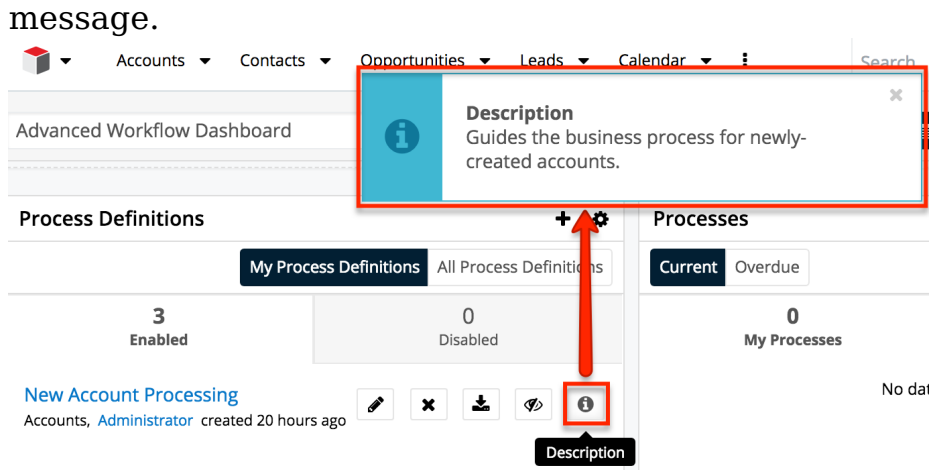 message.
Accounts Contacts Opportunities Leads Calendar Search
Description
Guides the business process for newly-
created accounts.
Advanced Workflow Dashboard
Process Definitions
Processes
My Process Definitions All Process Definitions
Current Overdue
3
Enabled
0
Disabled
0
My Processes
New Account Processing
Accounts, Administrator created 20 hours ago
No dat
Description